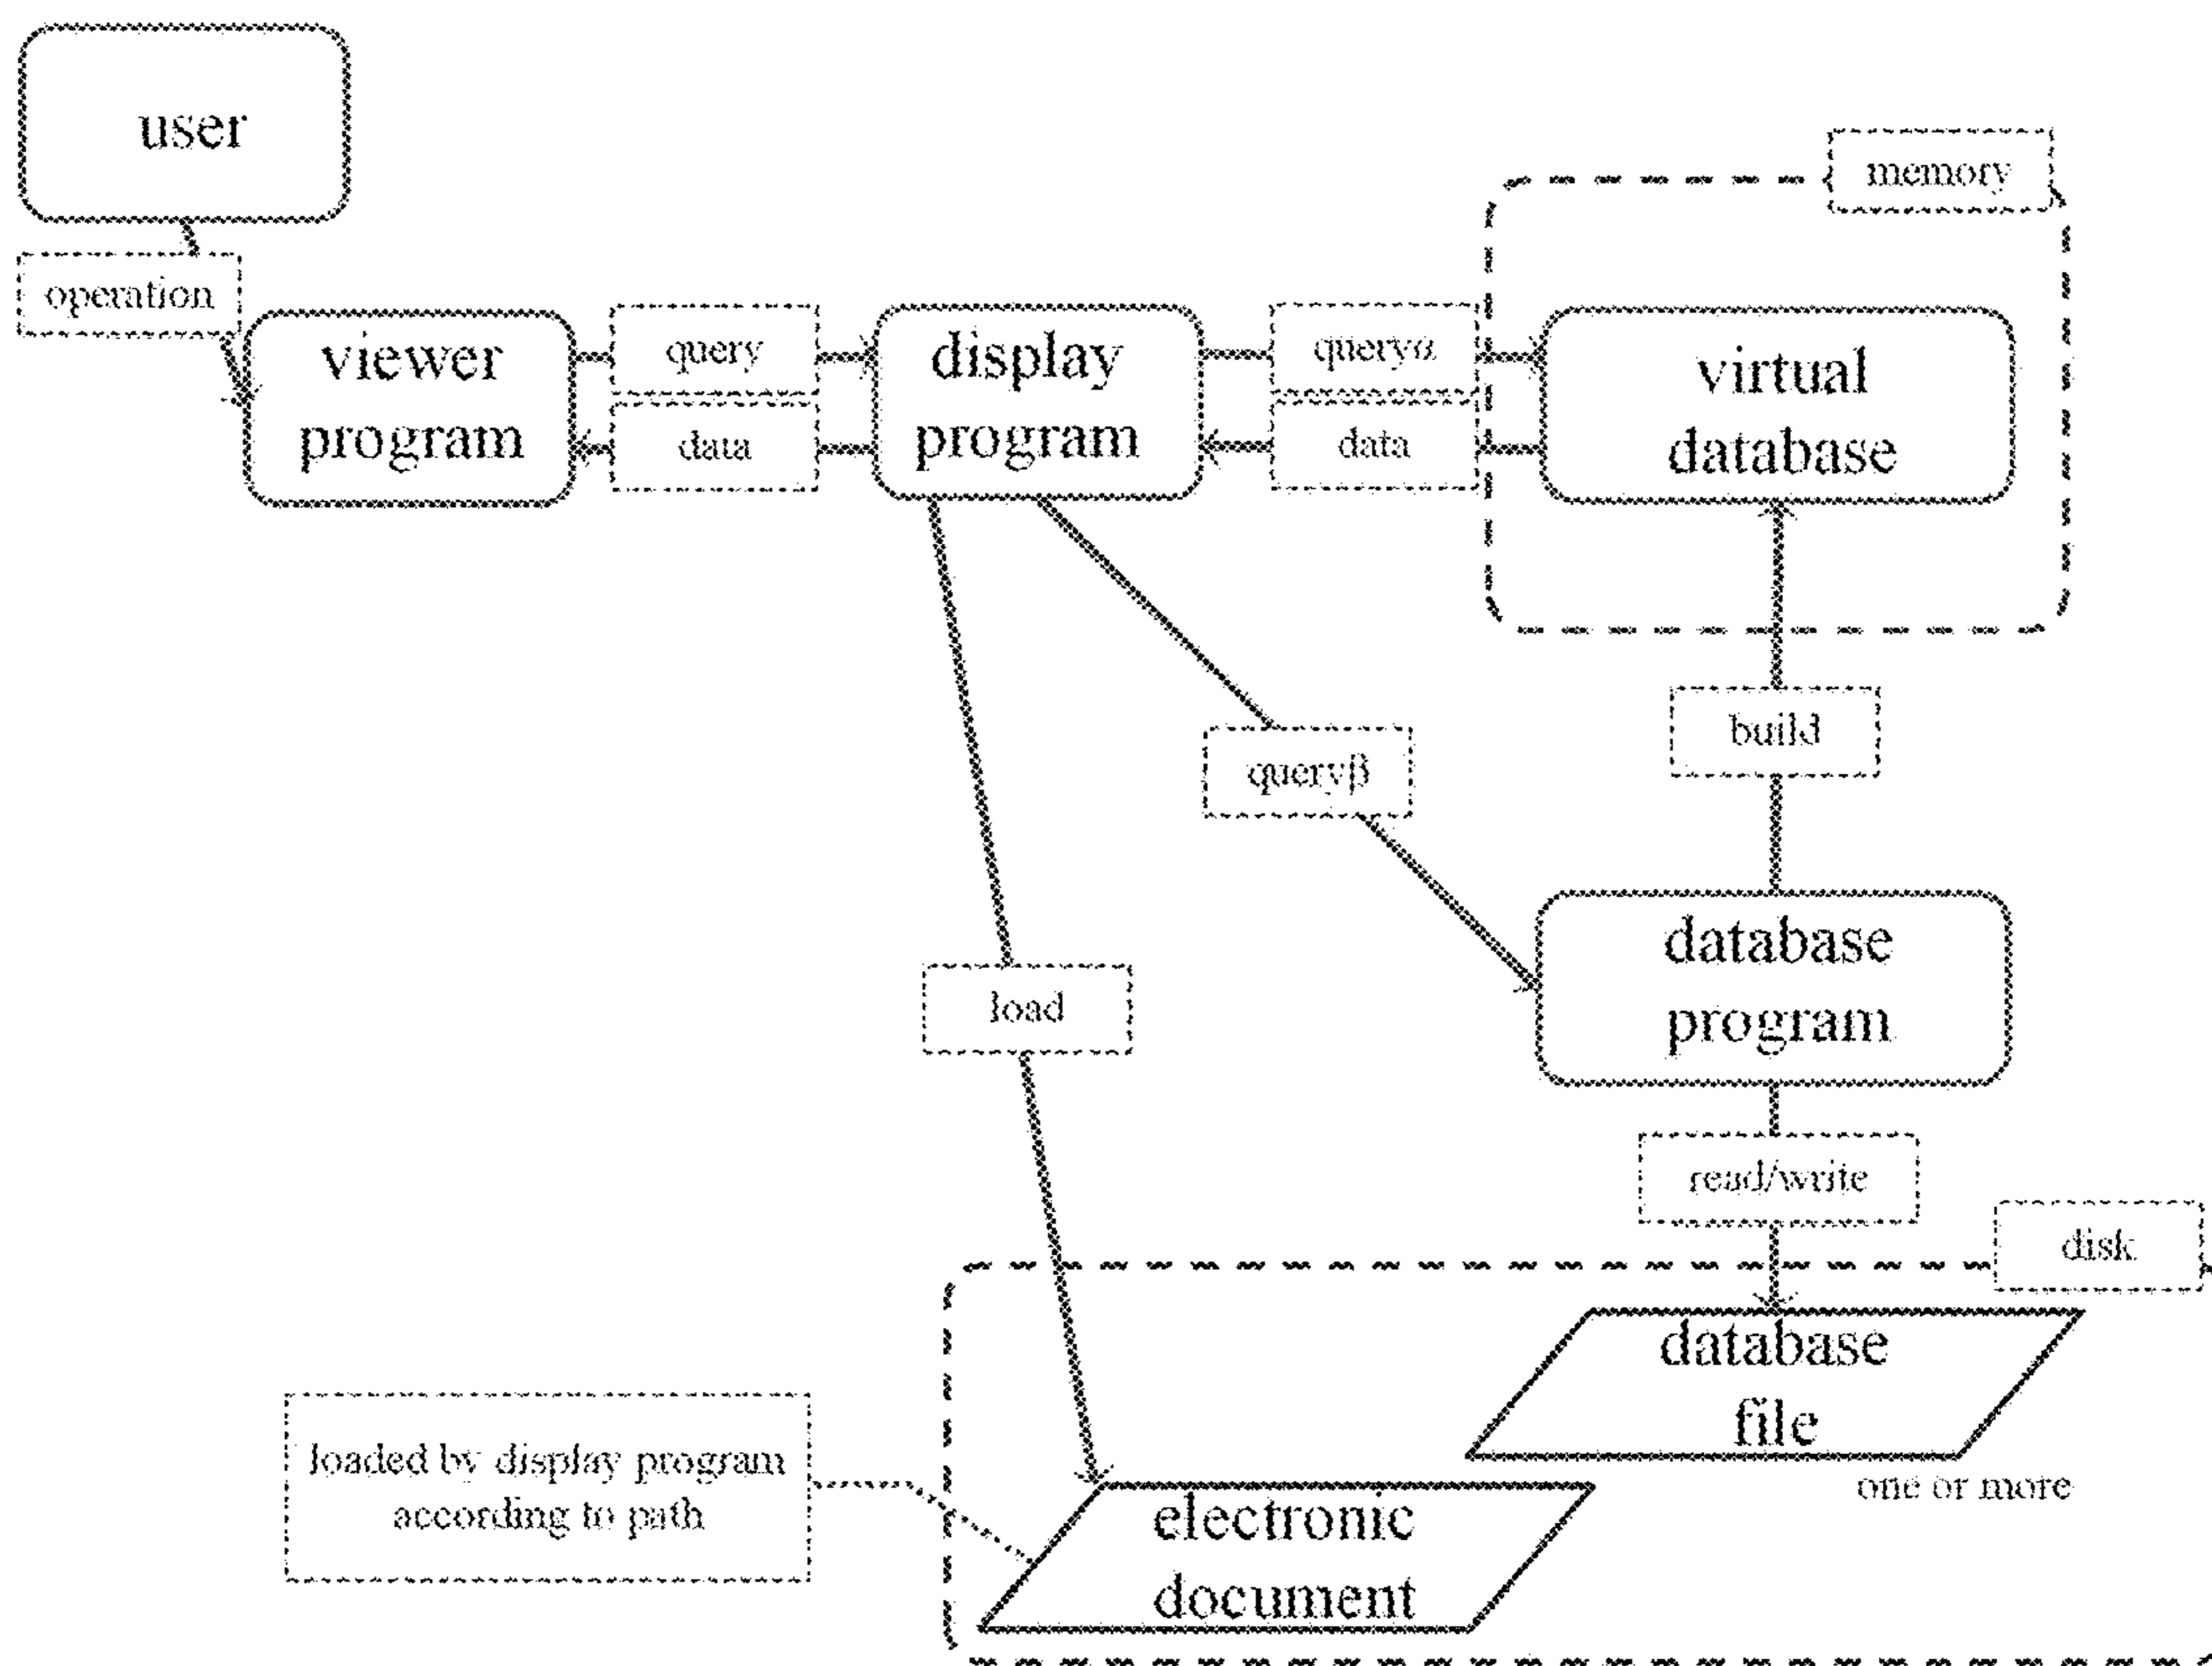 user
memory
operation
viewer
program
query
data
display
program
queryα
data
virtual
database
build
queryβ
database
program
load
read/write
disk
database
file
one or more
loaded by display program
according to path
electronic
document